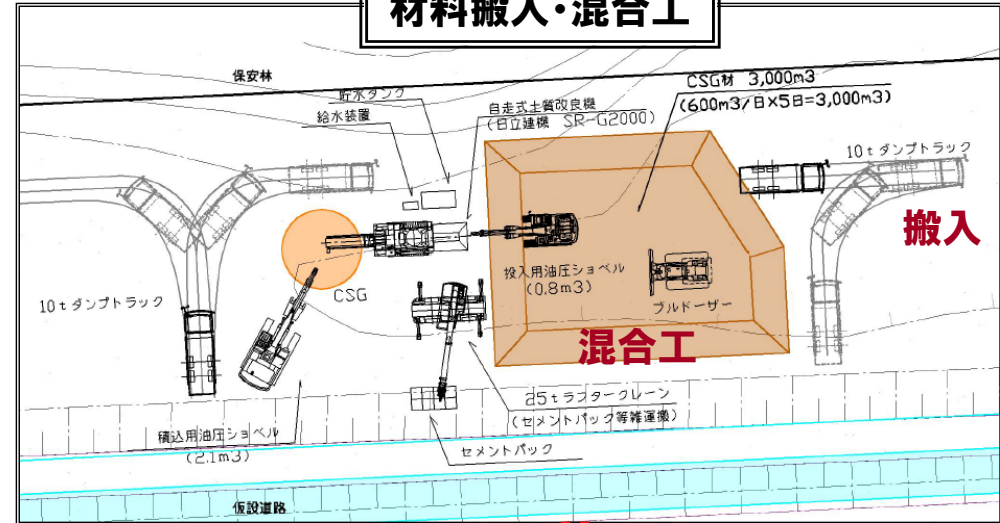 材料搬入・混合工
保安林
貯水タンク
給水装置
自走式土質改良機
(日立建機 SR-G2000)
CSG材 3,000m3
(600m3/日×5日=3,000m3)
10tダンプトラック
搬入
投入用油圧ショベル
(0.8m3)
ブルドーザー
CSG
10tダンプトラック
混合工
25tラフタークレーン
(セメントパック等雑運搬)
積込用油圧ショベル
(2.1m3)
セメントパック
仮設道路